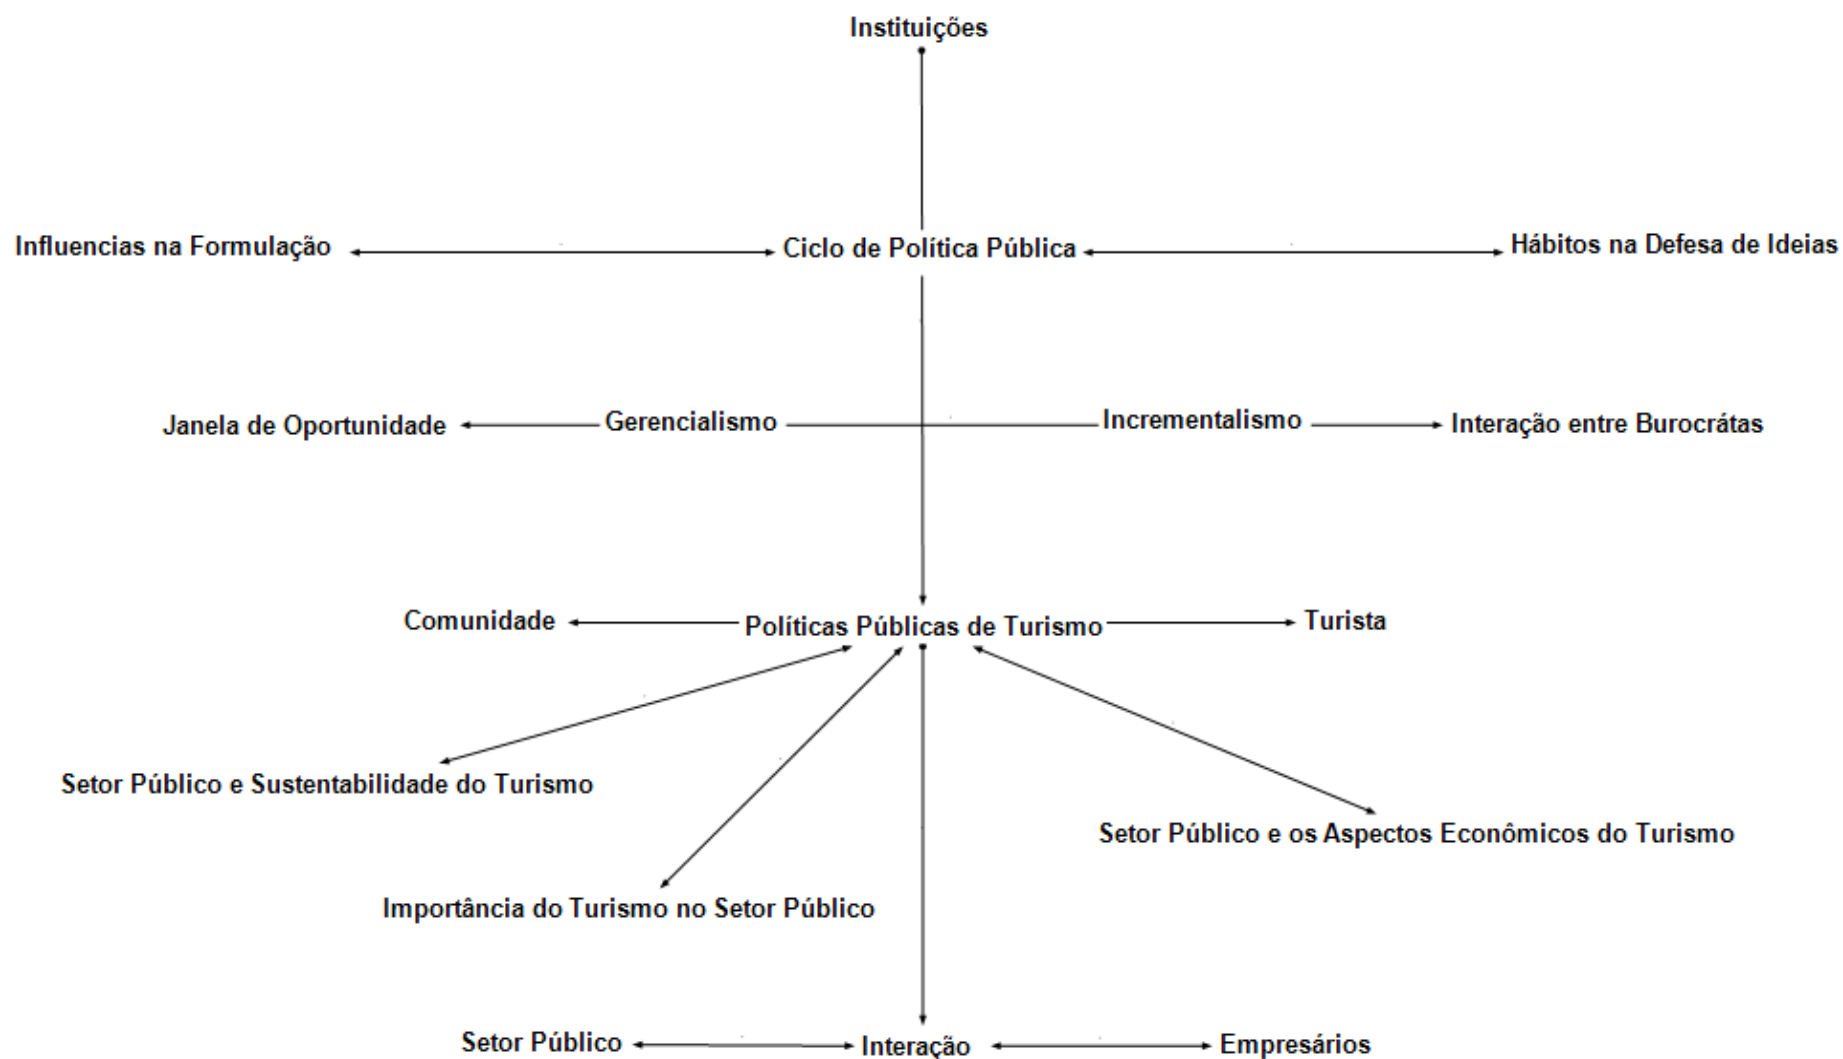 Instituições
Influencias na Formulação
Ciclo de Política Pública
Hábitos na Defesa de Ideias
Janela de Oportunidade
Gerencialismo
Incrementalismo
Interação entre Burocrátas
Comunidade
Políticas Públicas de Turismo
Turista
Setor Público e Sustentabilidade do Turismo
Setor Público e os Aspectos Econômicos do Turismo
Importância do Turismo no Setor Público
Setor Público
Interação
Empresários